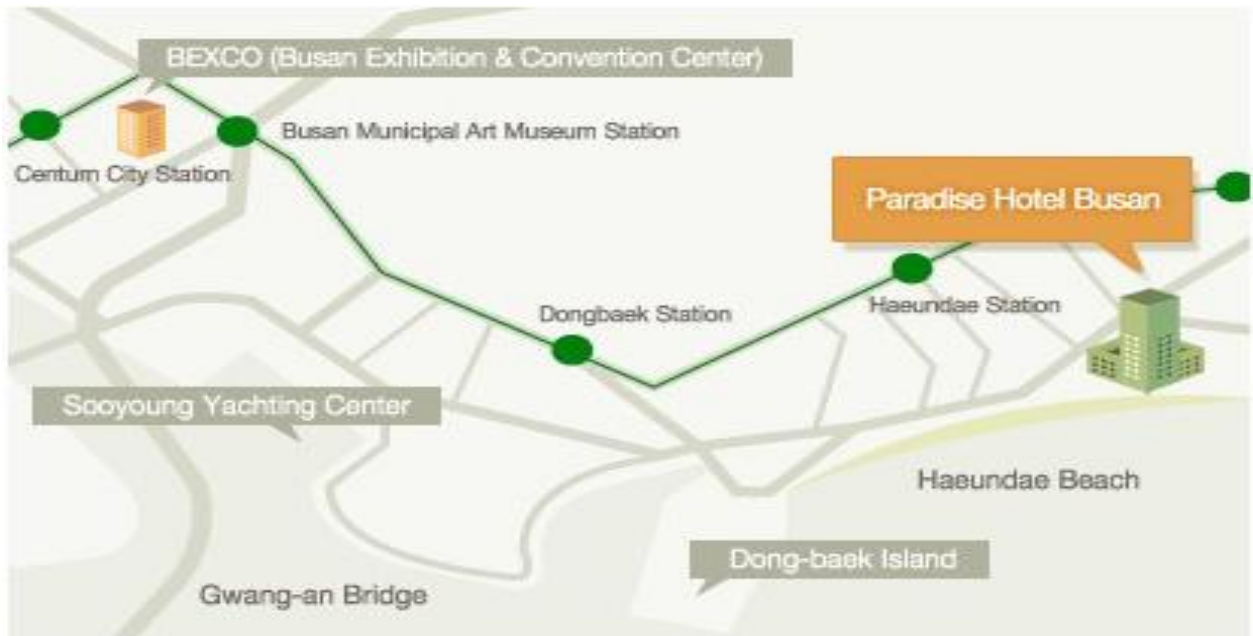 BEXCO (Busan Exhibition & Convention Center)
Busan Municipal Art Museum Station
Centum City Station
Paradise Hotel Busan
Haeundae Station
Dongbaek Station
Sooyoung Yachting Center
Haeundae Beach
Dong-baek Island
Gwang-an Bridge